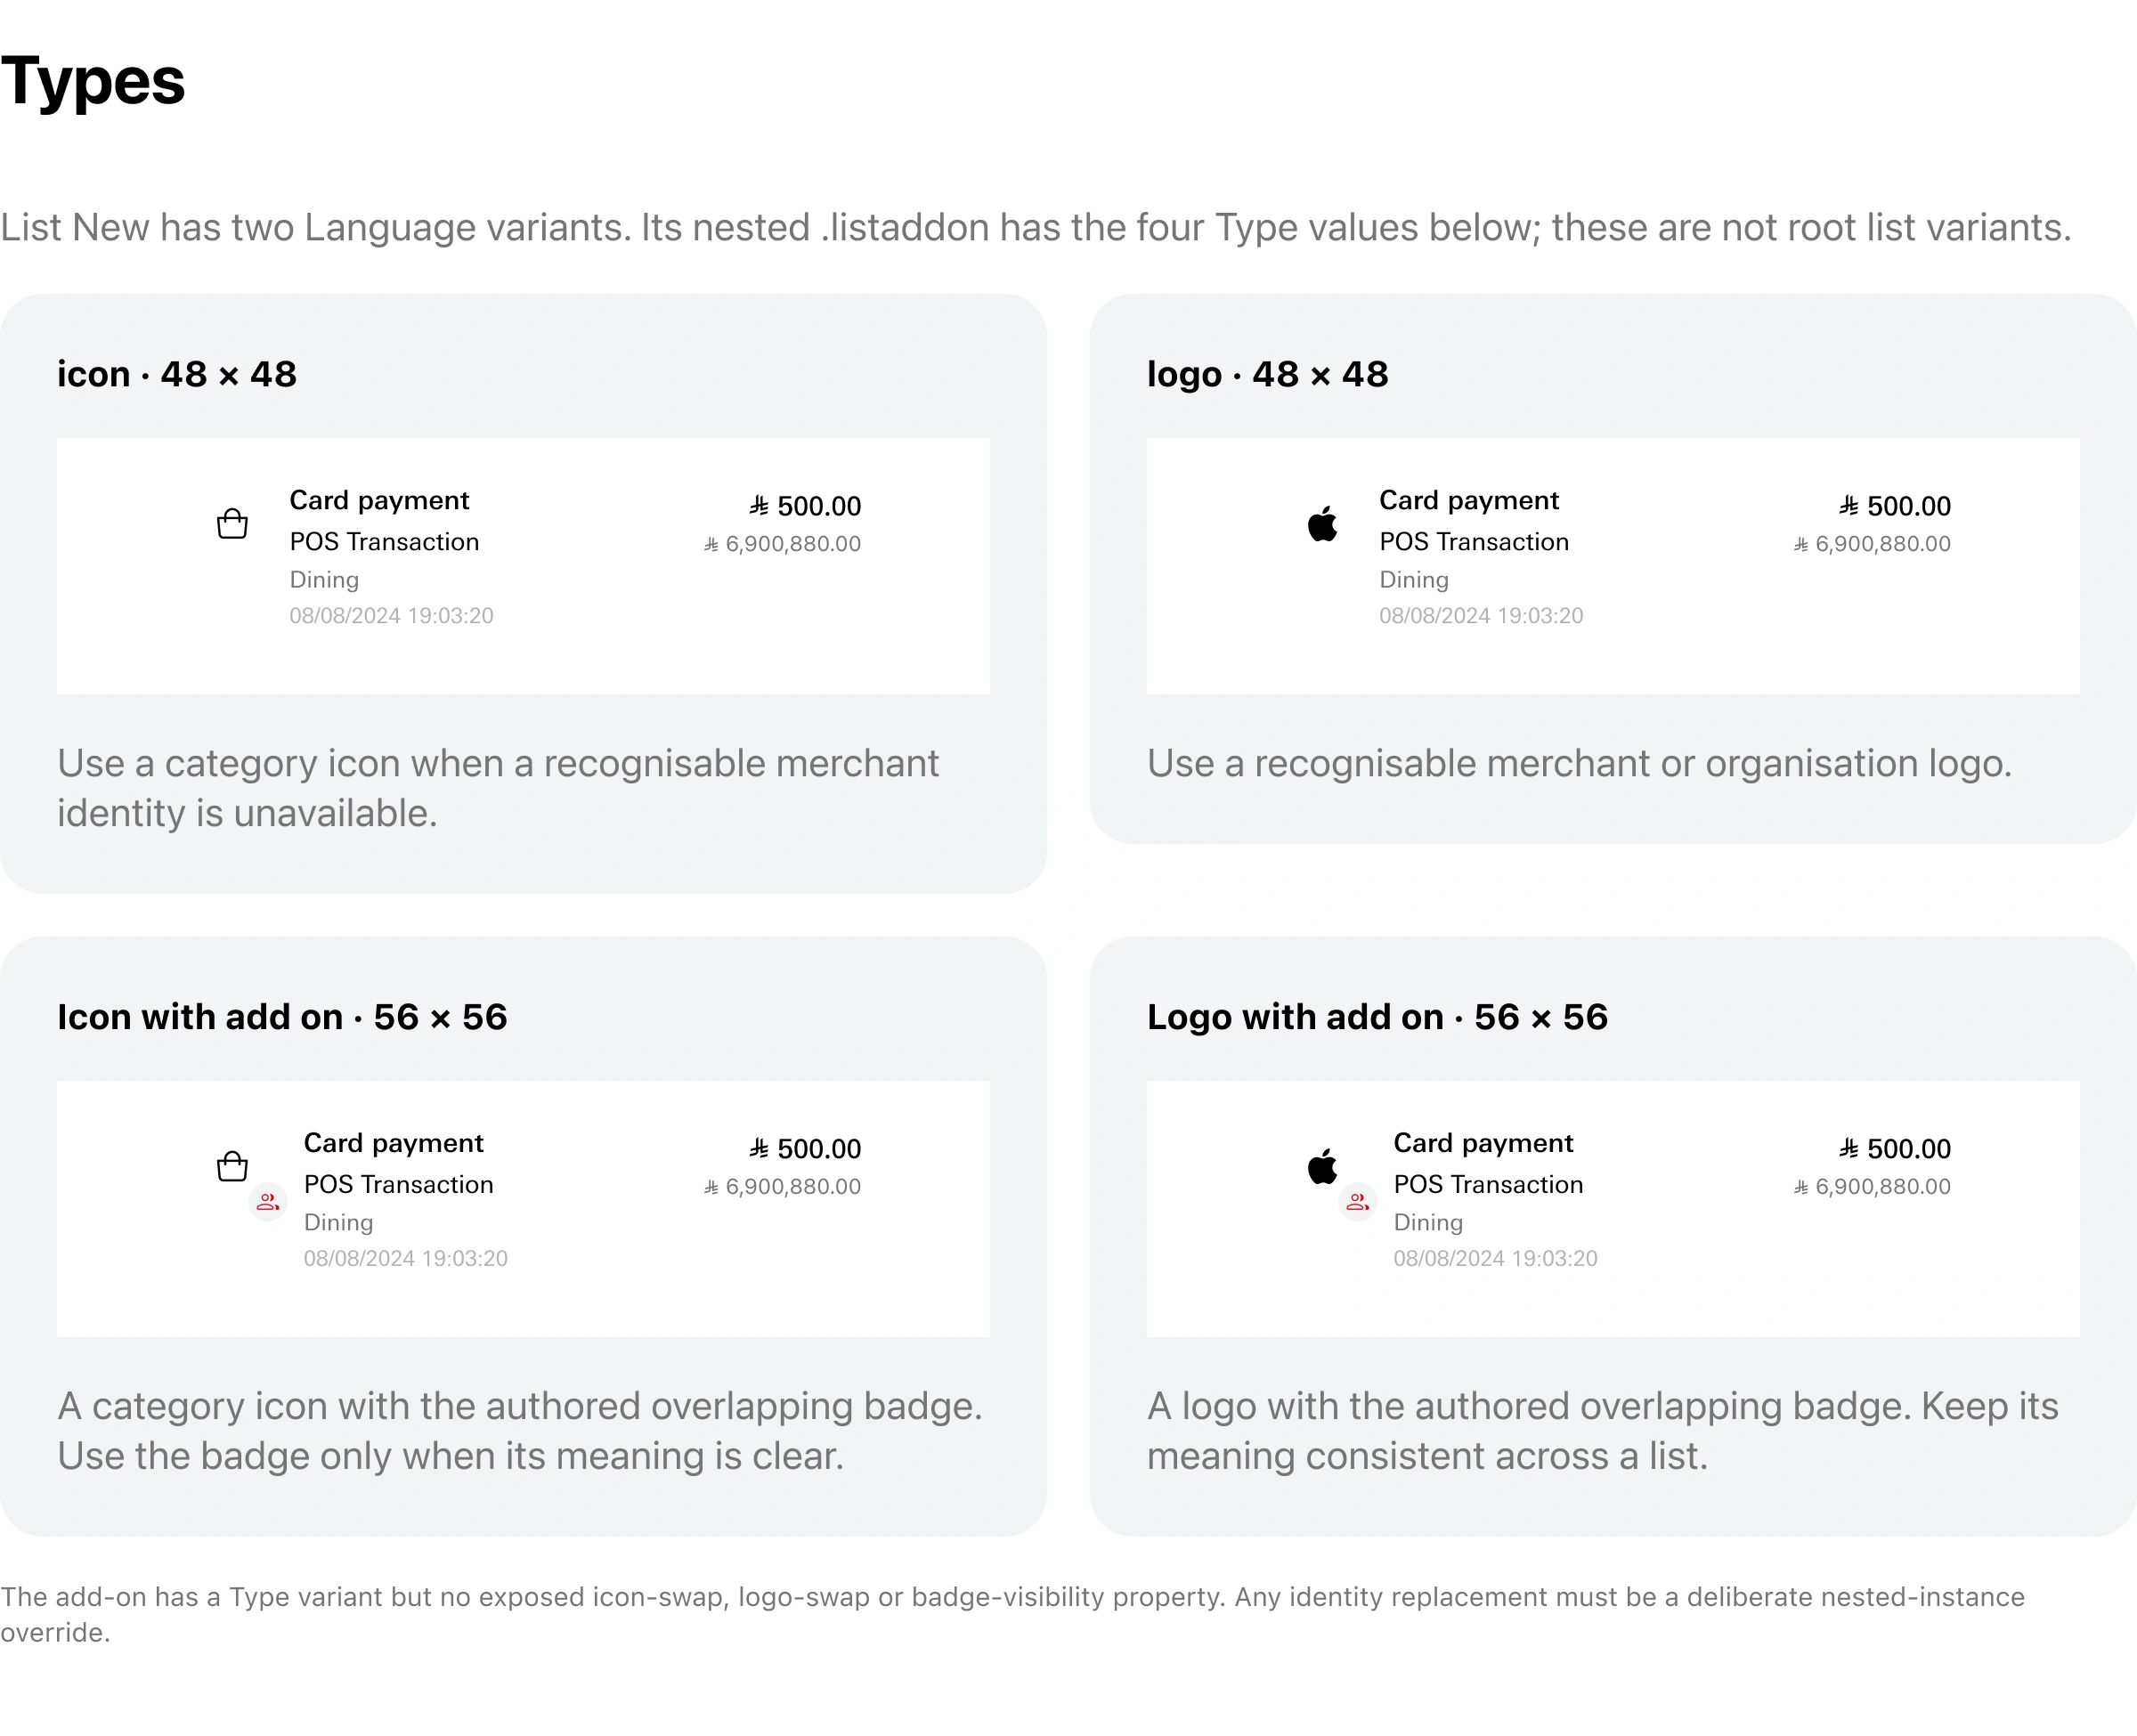 Types
List New has two Language variants. Its nested .listaddon has the four Type values below; these are not root list variants.
icon · 48 × 48
Card payment
POS Transaction
Dining
08/08/2024 19:03:20
⃁ 500.00
⃁ 6,900,880.00
Use a category icon when a recognisable merchant
identity is unavailable.
logo · 48 × 48
Card payment
POS Transaction
Dining
08/08/2024 19:03:20
⃁ 500.00
⃁ 6,900,880.00
Use a recognisable merchant or organisation logo.
Icon with add on · 56 × 56
Card payment
POS Transaction
Dining
08/08/2024 19:03:20
⃁ 500.00
⃁ 6,900,880.00
A category icon with the authored overlapping badge.
Use the badge only when its meaning is clear.
Logo with add on · 56 × 56
Card payment
POS Transaction
Dining
08/08/2024 19:03:20
⃁ 500.00
⃁ 6,900,880.00
A logo with the authored overlapping badge. Keep its
meaning consistent across a list.
The add-on has a Type variant but no exposed icon-swap, logo-swap or badge-visibility property. Any identity replacement must be a deliberate nested-instance
override.